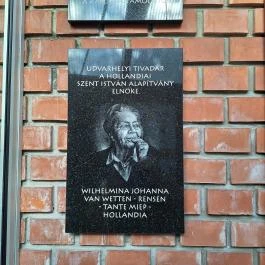 UDVARHELYI TIVADAR
A HOLLANDIAI
SZENT ISTVÁN ALAPÍTVÁNY
ELNÖKE
WILHELMINA JOHANNA
VAN WETTEN - RENSEN
- TANTE MIEP -
HOLLANDIA